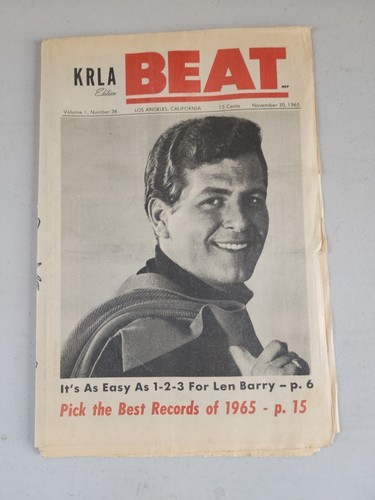 KRLA BEAT
Edition
Volume 1, Number 38 LOS ANGELES, CALIFORNIA 15 Cents November 20, 1965
It's As Easy As 1-2-3 For Len Barry – p. 6
Pick the Best Records of 1965 - p. 15